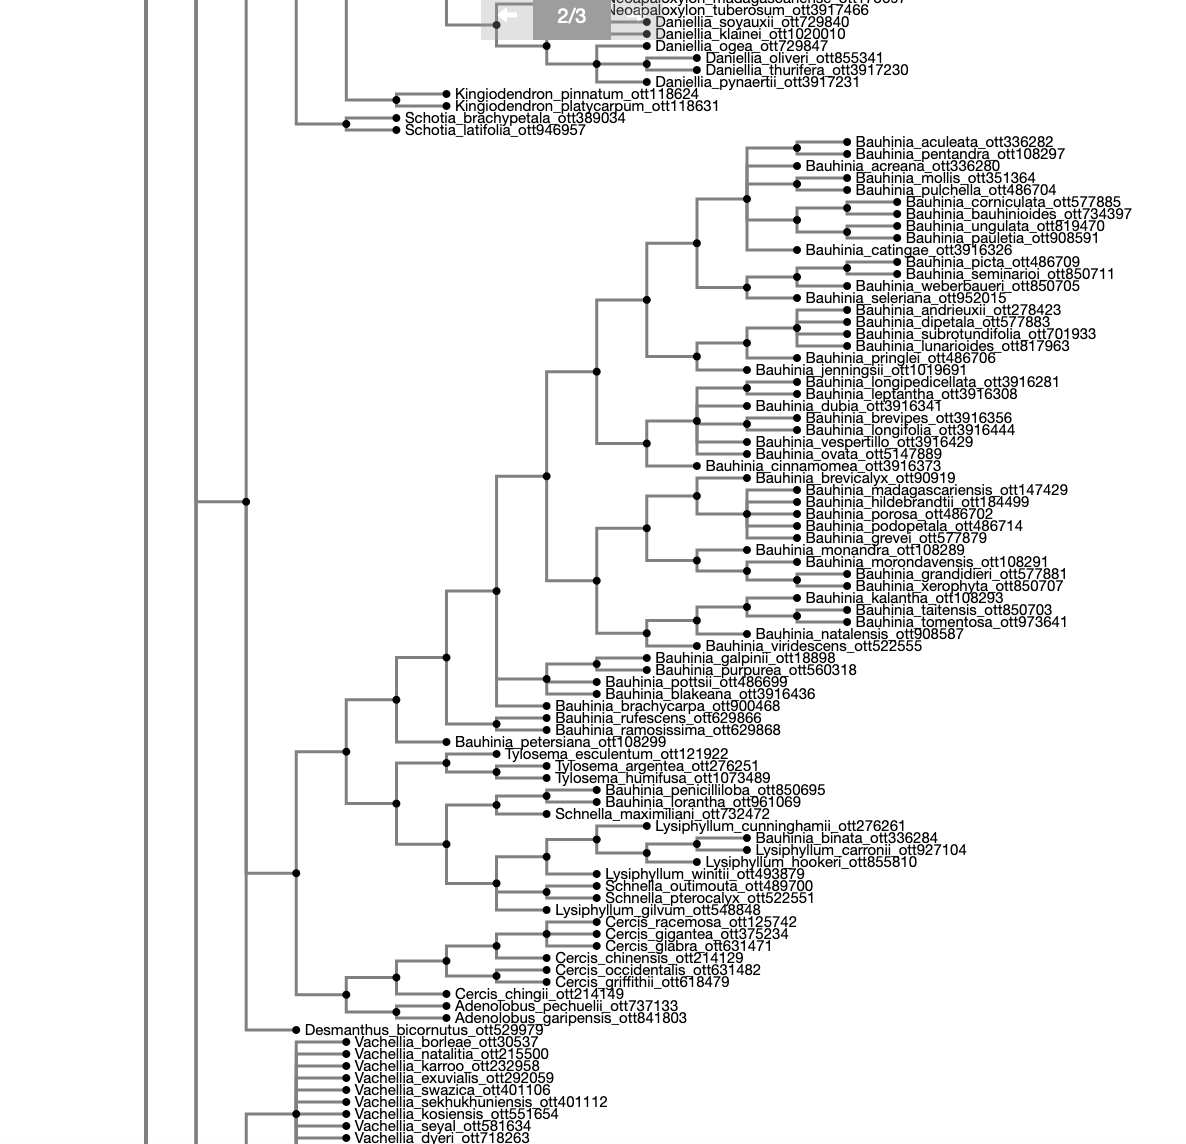 Neoapaloxylon_tuberosum_ott3917466
2/3
Daniellia_soyauxii_ott729840
Daniellia_klainei_ott1020010
Daniellia_ogea_ott729847
Daniellia_oliveri_ott855341
Daniellia_thurifera_ott3917230
Daniellia_pynaertii_ott3917231
Kingiodendron_pinnatum_ott118624
Kingiodendron_platycarpum_ott118631
Schotia_brachypetala_ott389034
Schotia_latifolia_ott946957
Bauhinia_aculeata_ott336282
Bauhinia_pentandra_ott108297
Bauhinia_acreana_ott336280
Bauhinia_mollis_ott351364
Bauhinia_pulchella_ott486704
Bauhinia_corniculata_ott577885
Bauhinia_bauhinioides_ott734397
Bauhinia_ungulata_ott819470
Bauhinia_pauletia_ott908591
Bauhinia_catingae_ott3916326
Bauhinia_picta_ott486709
Bauhinia_seminarioi_ott850711
Bauhinia_weberbaueri_ott850705
Bauhinia_seleriana_ott952015
Bauhinia_andrieuxii_ott278423
Bauhinia_dipetala_ott577883
Bauhinia_subrotundifolia_ott701933
Bauhinia_lunarioides_ott817963
Bauhinia_pringlei_ott486706
Bauhinia_jenningsii_ott1019691
Bauhinia_longipedicellata_ott3916281
Bauhinia_leptantha_ott3916308
Bauhinia_dubia_ott3916341
Bauhinia_brevipes_ott3916356
Bauhinia_longifolia_ott3916444
Bauhinia_vespertilio_ott3916429
Bauhinia_ovata_ott5147889
Bauhinia_cinnamomea_ott3916373
Bauhinia_brevicalyx_ott90919
Bauhinia_madagascariensis_ott147429
Bauhinia_hildebrandtii_ott184499
Bauhinia_porosa_ott486702
Bauhinia_podopetala_ott486714
Bauhinia_grevei_ott577879
Bauhinia_monandra_ott108289
Bauhinia_morondavensis_ott108291
Bauhinia_grandidieri_ott577881
Bauhinia_xerophyta_ott850707
Bauhinia_kalantha_ott108293
Bauhinia_taitensis_ott850703
Bauhinia_tomentosa_ott973641
Bauhinia_natalensis_ott908587
Bauhinia_viridescens_ott522555
Bauhinia_galpinii_ott18898
Bauhinia_purpurea_ott560318
Bauhinia_pottsii_ott486699
Bauhinia_blakeana_ott3916436
Bauhinia_brachycarpa_ott900468
Bauhinia_rufescens_ott629866
Bauhinia_ramosissima_ott629868
Bauhinia_petersiana_ott108299
Tylosema_esculentum_ott121922
Tylosema_argentea_ott276251
Tylosema_humifusa_ott1073489
Bauhinia_penicilliloba_ott850695
Bauhinia_lorantha_ott961069
Schnella_maximiliani_ott732472
Lysiphyllum_cunninghamii_ott276261
Bauhinia_binata_ott336284
Lysiphyllum_carronii_ott927104
Lysiphyllum_hookeri_ott855810
Lysiphyllum_winitii_ott493879
Schnella_outimouta_ott489700
Schnella_pterocalyx_ott522551
Lysiphyllum_gilvum_ott548848
Cercis_racemosa_ott125742
Cercis_gigantea_ott375234
Cercis_glabra_ott631471
Cercis_chinensis_ott214129
Cercis_occidentalis_ott631482
Cercis_griffithii_ott618479
Cercis_chingii_ott214149
Adenolobus_pechuelii_ott737133
Adenolobus_garipensis_ott841803
Desmanthus_bicornutus_ott529979
Vachellia_borleae_ott30537
Vachellia_natalitia_ott215500
Vachellia_karroo_ott232958
Vachellia_exuvialis_ott292059
Vachellia_swazica_ott401106
Vachellia_sekhukhuniensis_ott401112
Vachellia_kosiensis_ott551654
Vachellia_seyal_ott581634
Vachellia_dyeri_ott718263